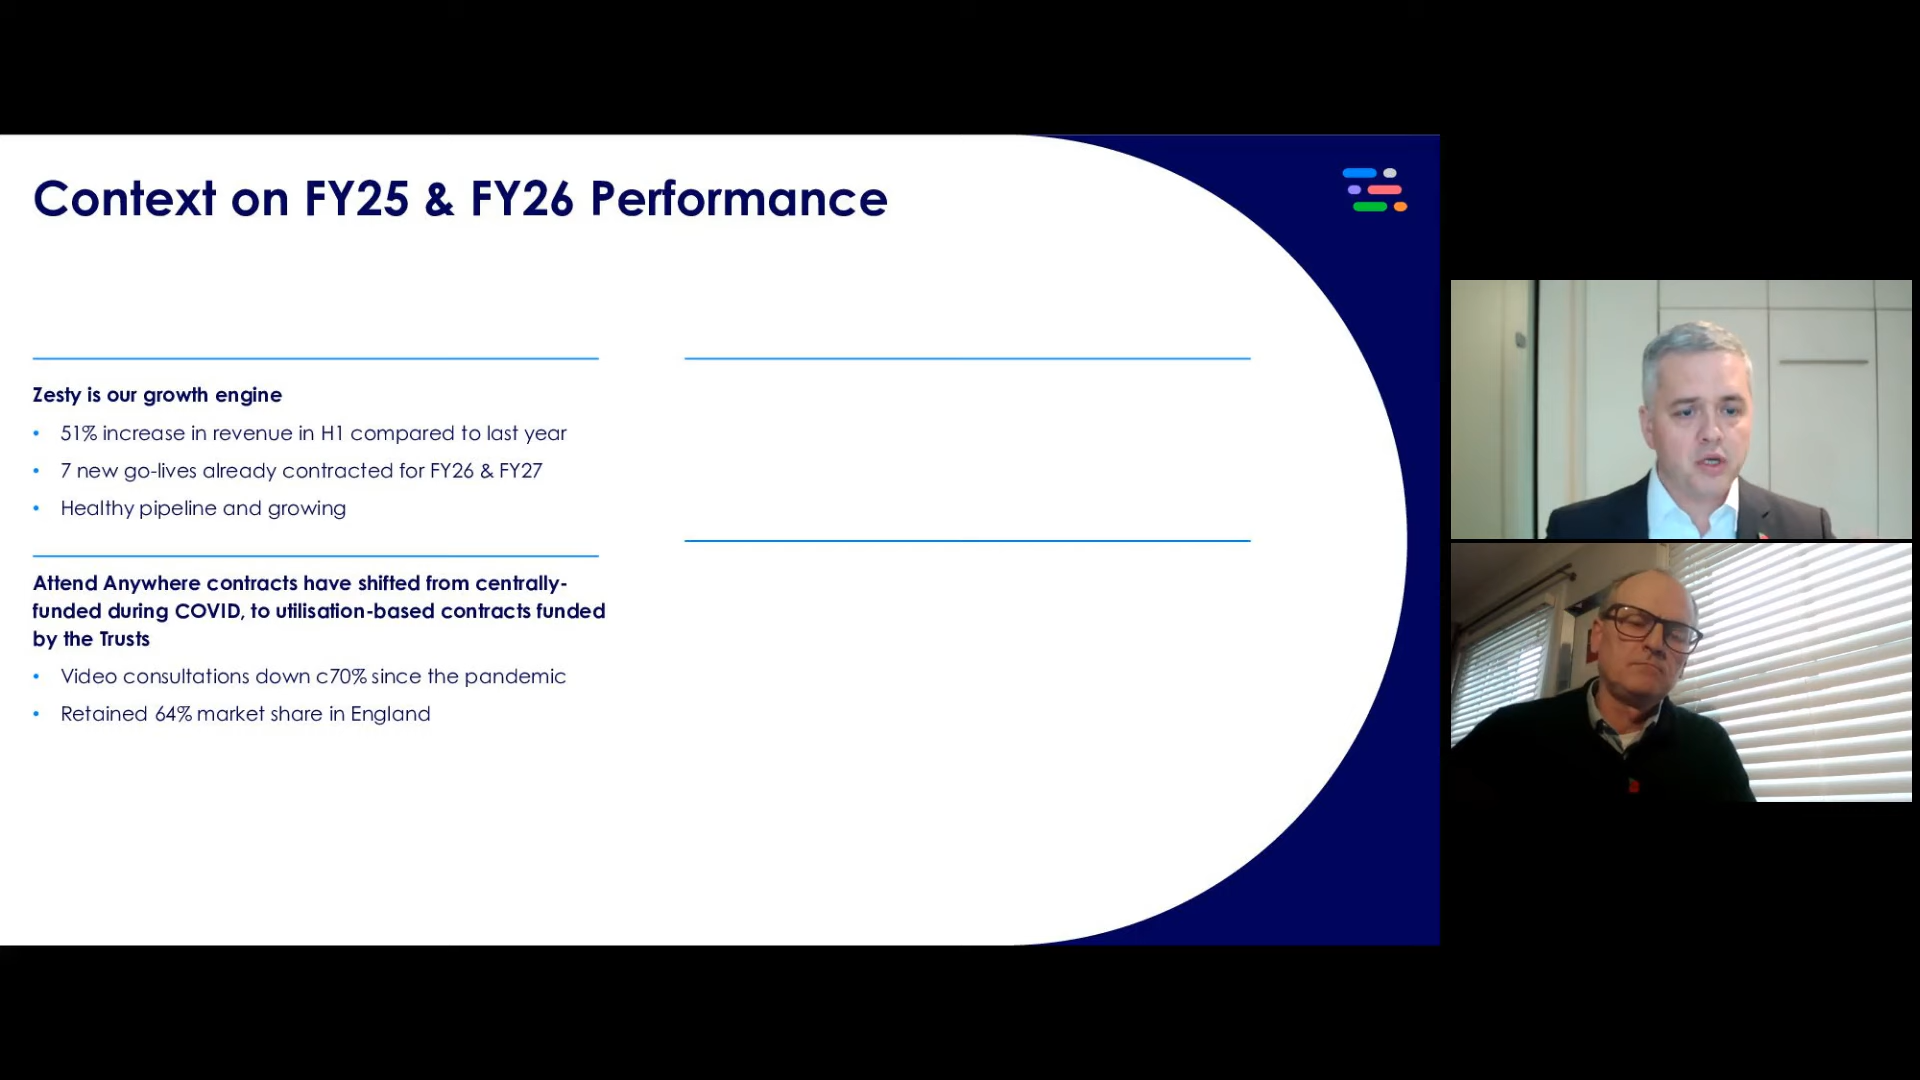 Context on FY25 & FY26 Performance
Zesty is our growth engine
• 51% increase in revenue in H1 compared to last year
• 7 new go-lives already contracted for FY26 & FY27
• Healthy pipeline and growing
Attend Anywhere contracts have shifted from centrally-
funded during COVID, to utilisation-based contracts funded
by the Trusts
• Video consultations down c70% since the pandemic
• Retained 64% market share in England